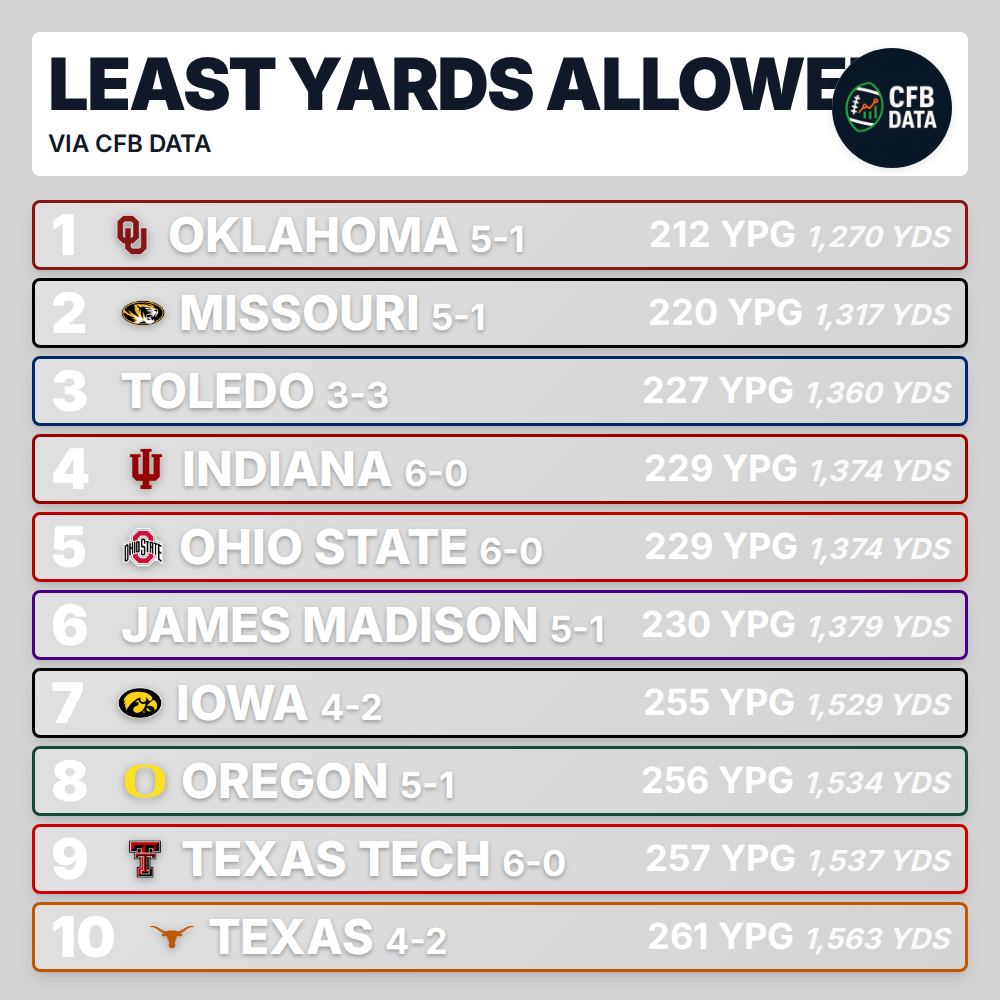 LEAST YARDS ALLOWE
VIA CFB DATA
CFB
DATA
1 OKLAHOMA 5-1 212 YPG 1,270 YDS
2 MISSOURI 5-1 220 YPG 1,317 YDS
3 TOLEDO 3-3 227 YPG 1,360 YDS
4 INDIANA 6-0 229 YPG 1,374 YDS
5 OHIO STATE OHIO STATE 6-0 229 YPG 1,374 YDS
6 JAMES MADISON 5-1 230 YPG 1,379 YDS
7 IOWA 4-2 255 YPG 1,529 YDS
8 OREGON 5-1 256 YPG 1,534 YDS
9 TEXAS TECH 6-0 257 YPG 1,537 YDS
10 TEXAS 4-2 261 YPG 1,563 YDS